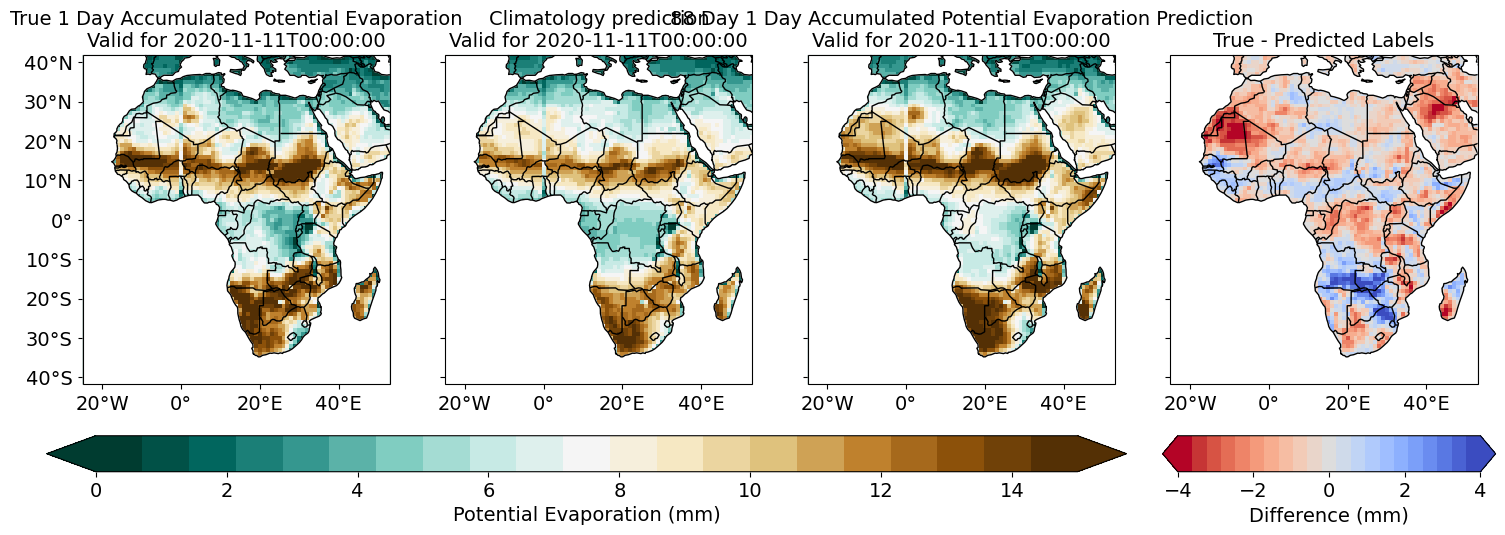 True 1 Day Accumulated Potential Evaporation
Valid for 2020-11-11T00:00:00
Climatology prediction
Valid for 2020-11-11T00:00:00
88 Day 1 Day Accumulated Potential Evaporation Prediction
Valid for 2020-11-11T00:00:00
True - Predicted Labels
40°N
30°N
20°N
10°N
0°
10°S
20°S
30°S
40°S
20°W 0° 20°E 40°E
20°W 0° 20°E 40°E
20°W 0° 20°E 40°E
20°W 0° 20°E 40°E
0 2 4 6 8 10 12 14
Potential Evaporation (mm)
−4 −2 0 2 4
Difference (mm)